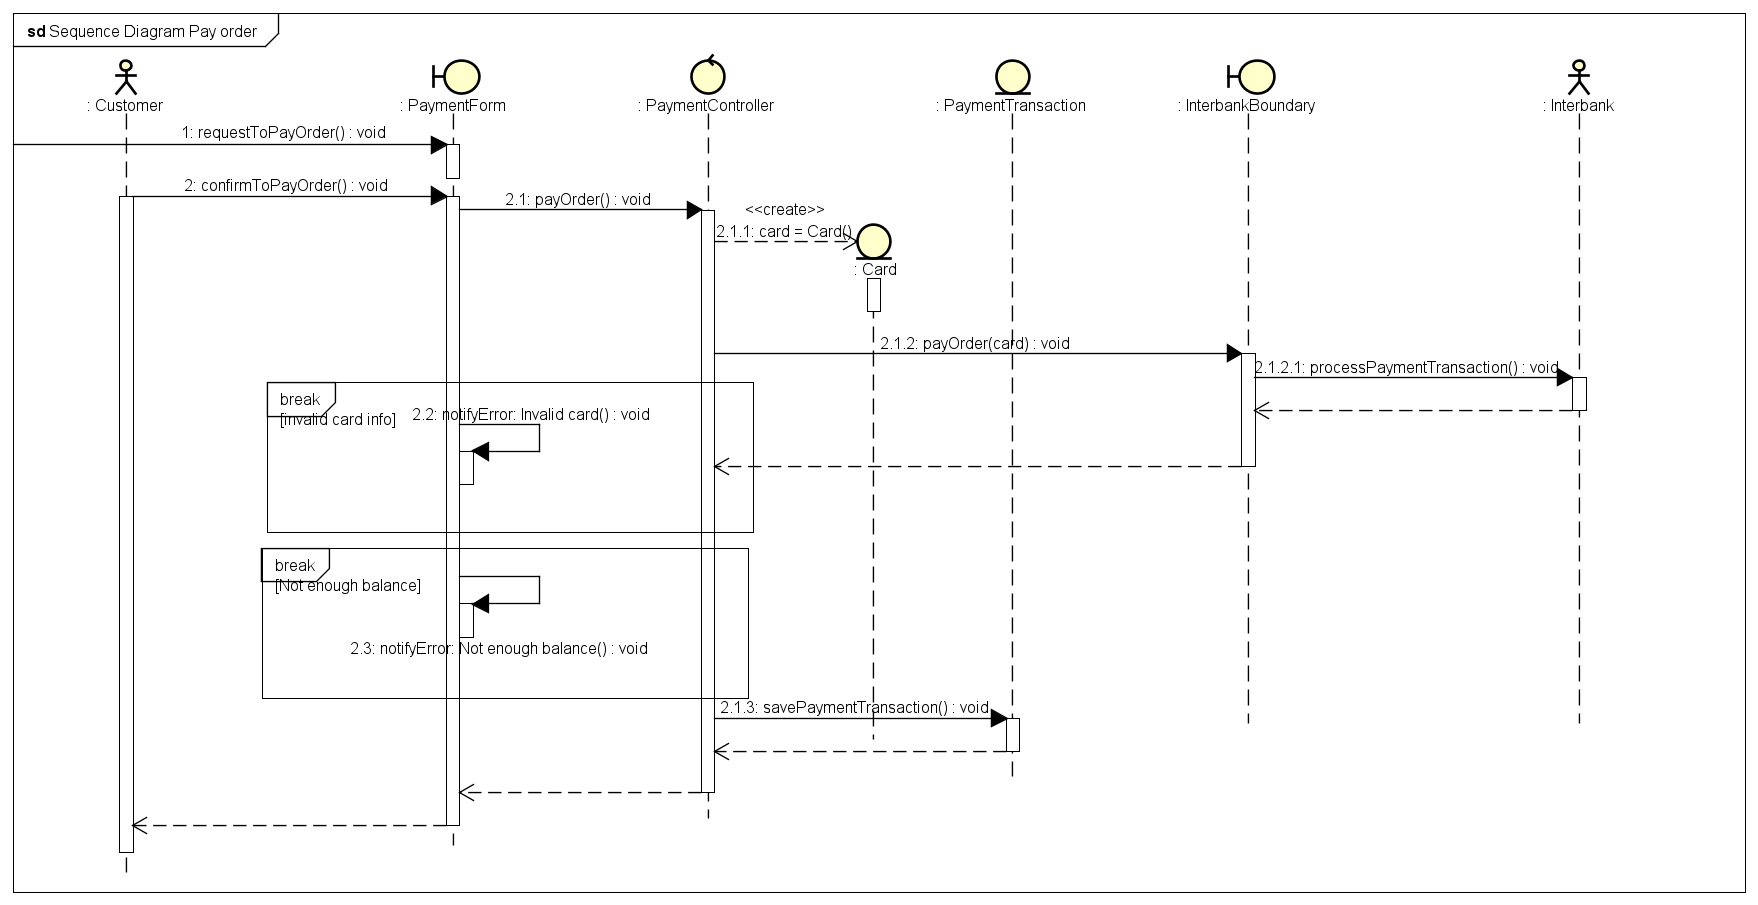 sd Sequence Diagram Pay order
: Customer
: PaymentForm
: PaymentController
: PaymentTransaction
: InterbankBoundary
: Interbank
1: requestToPayOrder() : void
2: confirmToPayOrder() : void
2.1: payOrder() : void
<<create>>
2.1.1: card = Card()
: Card
2.1.2: payOrder(card) : void
2.1.2.1: processPaymentTransaction() : void
break
[invalid card info]
2.2: notifyError: Invalid card() : void
break
[Not enough balance]
2.3: notifyError: Not enough balance() : void
2.1.3: savePaymentTransaction() : void